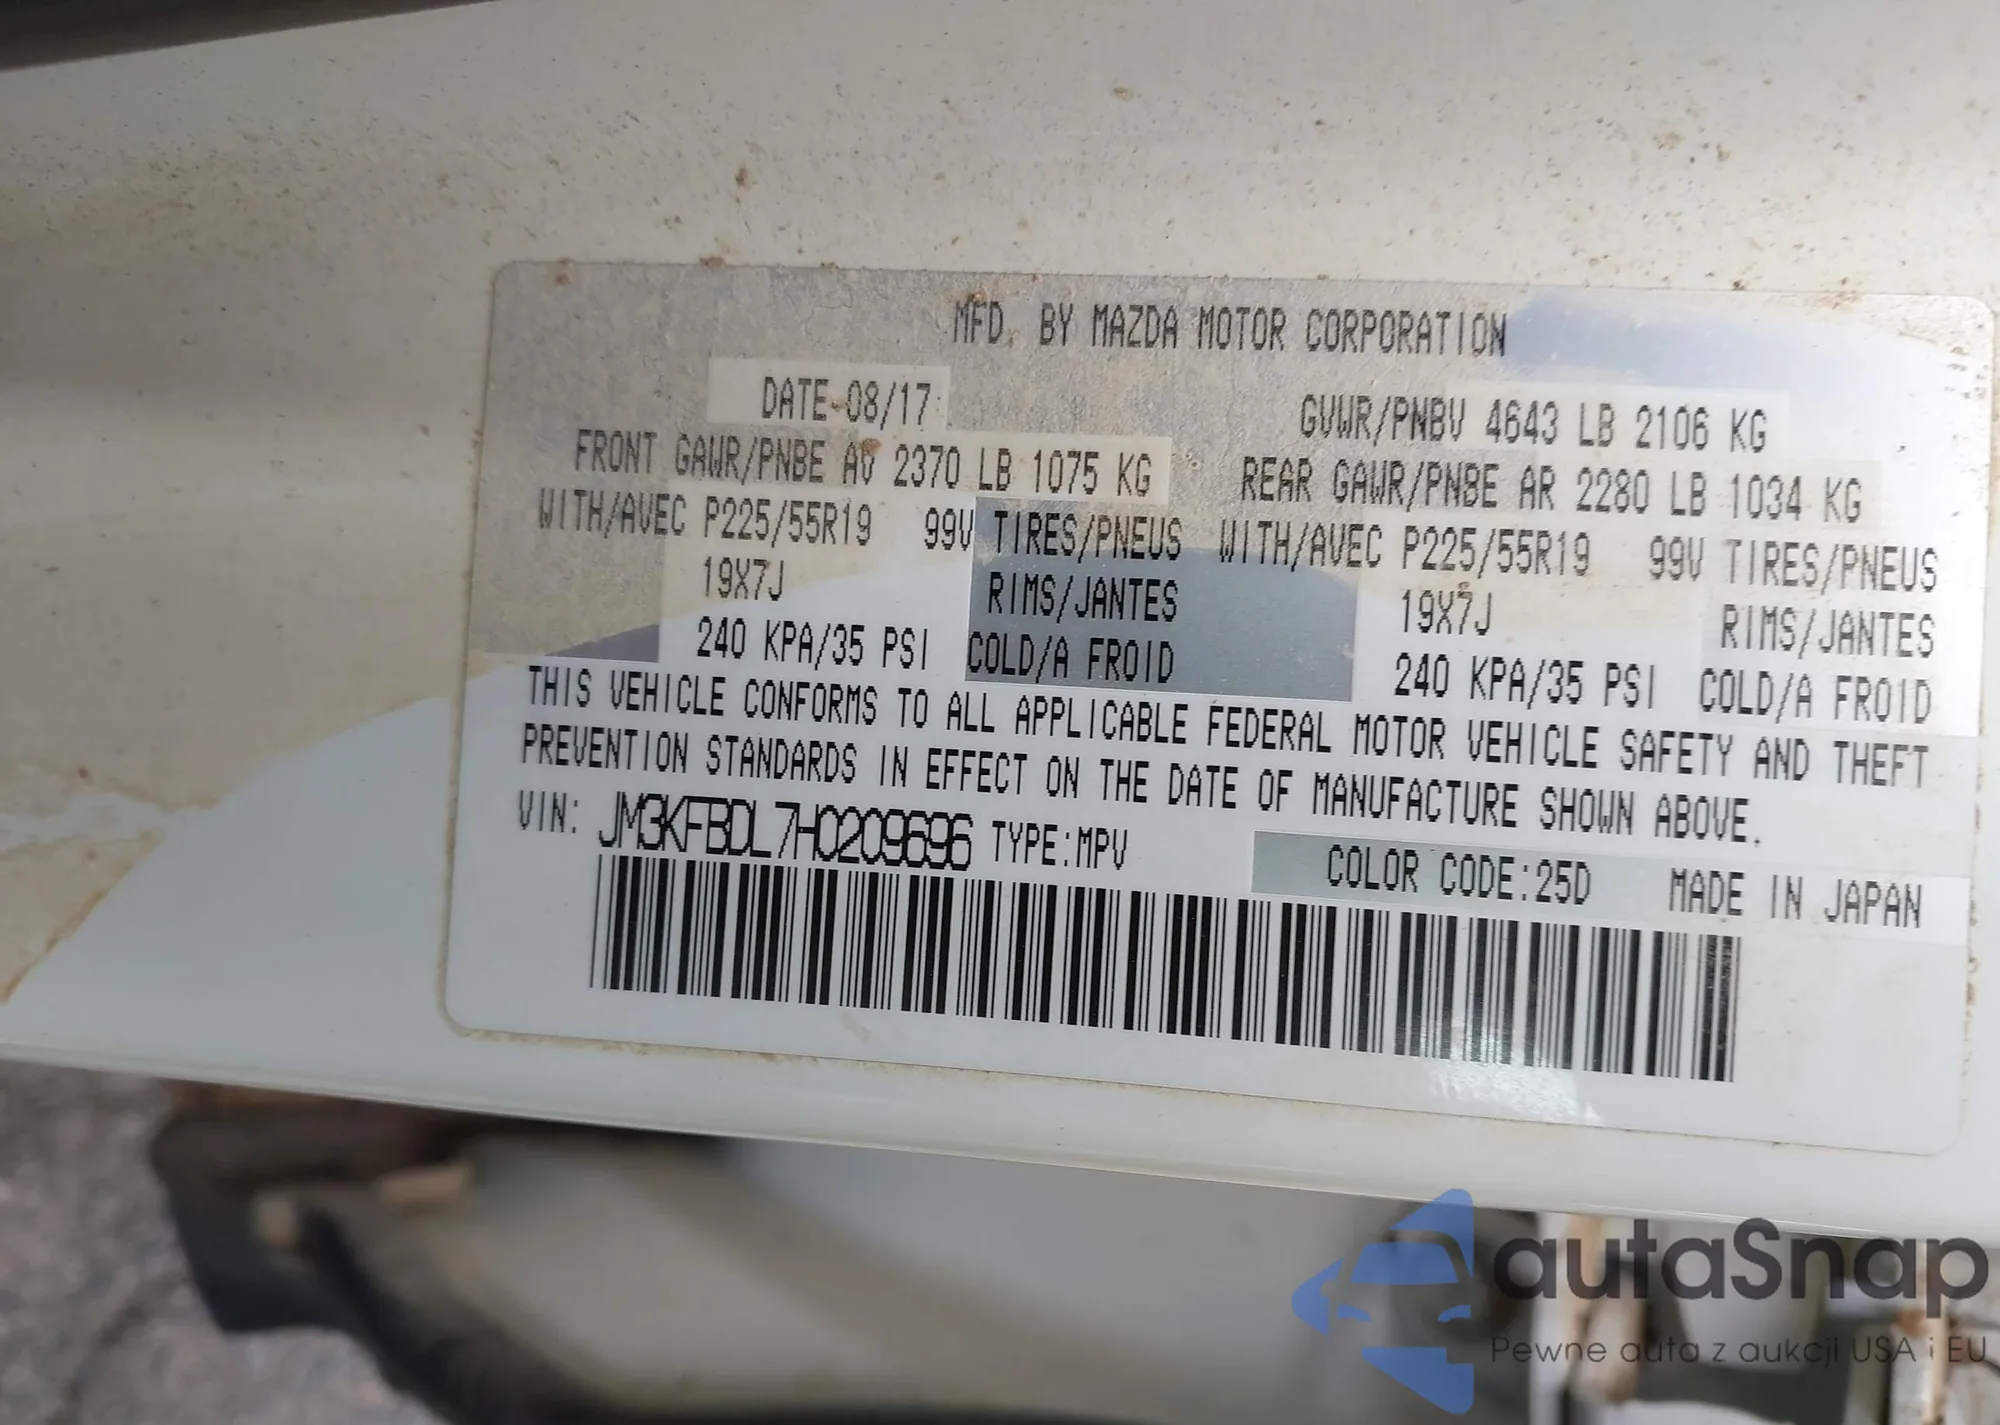 MFD. BY MAZDA MOTOR CORPORATION
DATE-08/17 GVWR/PNBV 4643 LB 2106 KG
FRONT GAWR/PNBE AV 2370 LB 1075 KG REAR GAWR/PNBE AR 2280 LB 1034 KG
WITH/AVEC P225/55R19 99V TIRES/PNEUS WITH/AVEC P225/55R19 99V TIRES/PNEUS
19X7J RIMS/JANTES 19X7J RIMS/JANTES
240 KPA/35 PSI COLD/A FROID 240 KPA/35 PSI COLD/A FROID
THIS VEHICLE CONFORMS TO ALL APPLICABLE FEDERAL MOTOR VEHICLE SAFETY AND THEFT
PREVENTION STANDARDS IN EFFECT ON THE DATE OF MANUFACTURE SHOWN ABOVE.
VIN: JM3KFBDL7H0209696 TYPE:MPV COLOR CODE:25D MADE IN JAPAN
autaSnap
Pewne auta z aukcji USA i EU